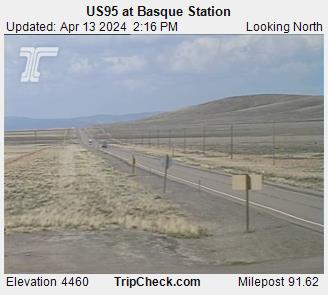 US95 at Basque Station
Updated: Apr 13 2024  2:16 PM Looking North
Elevation 4460 TripCheck.com Milepost 91.62